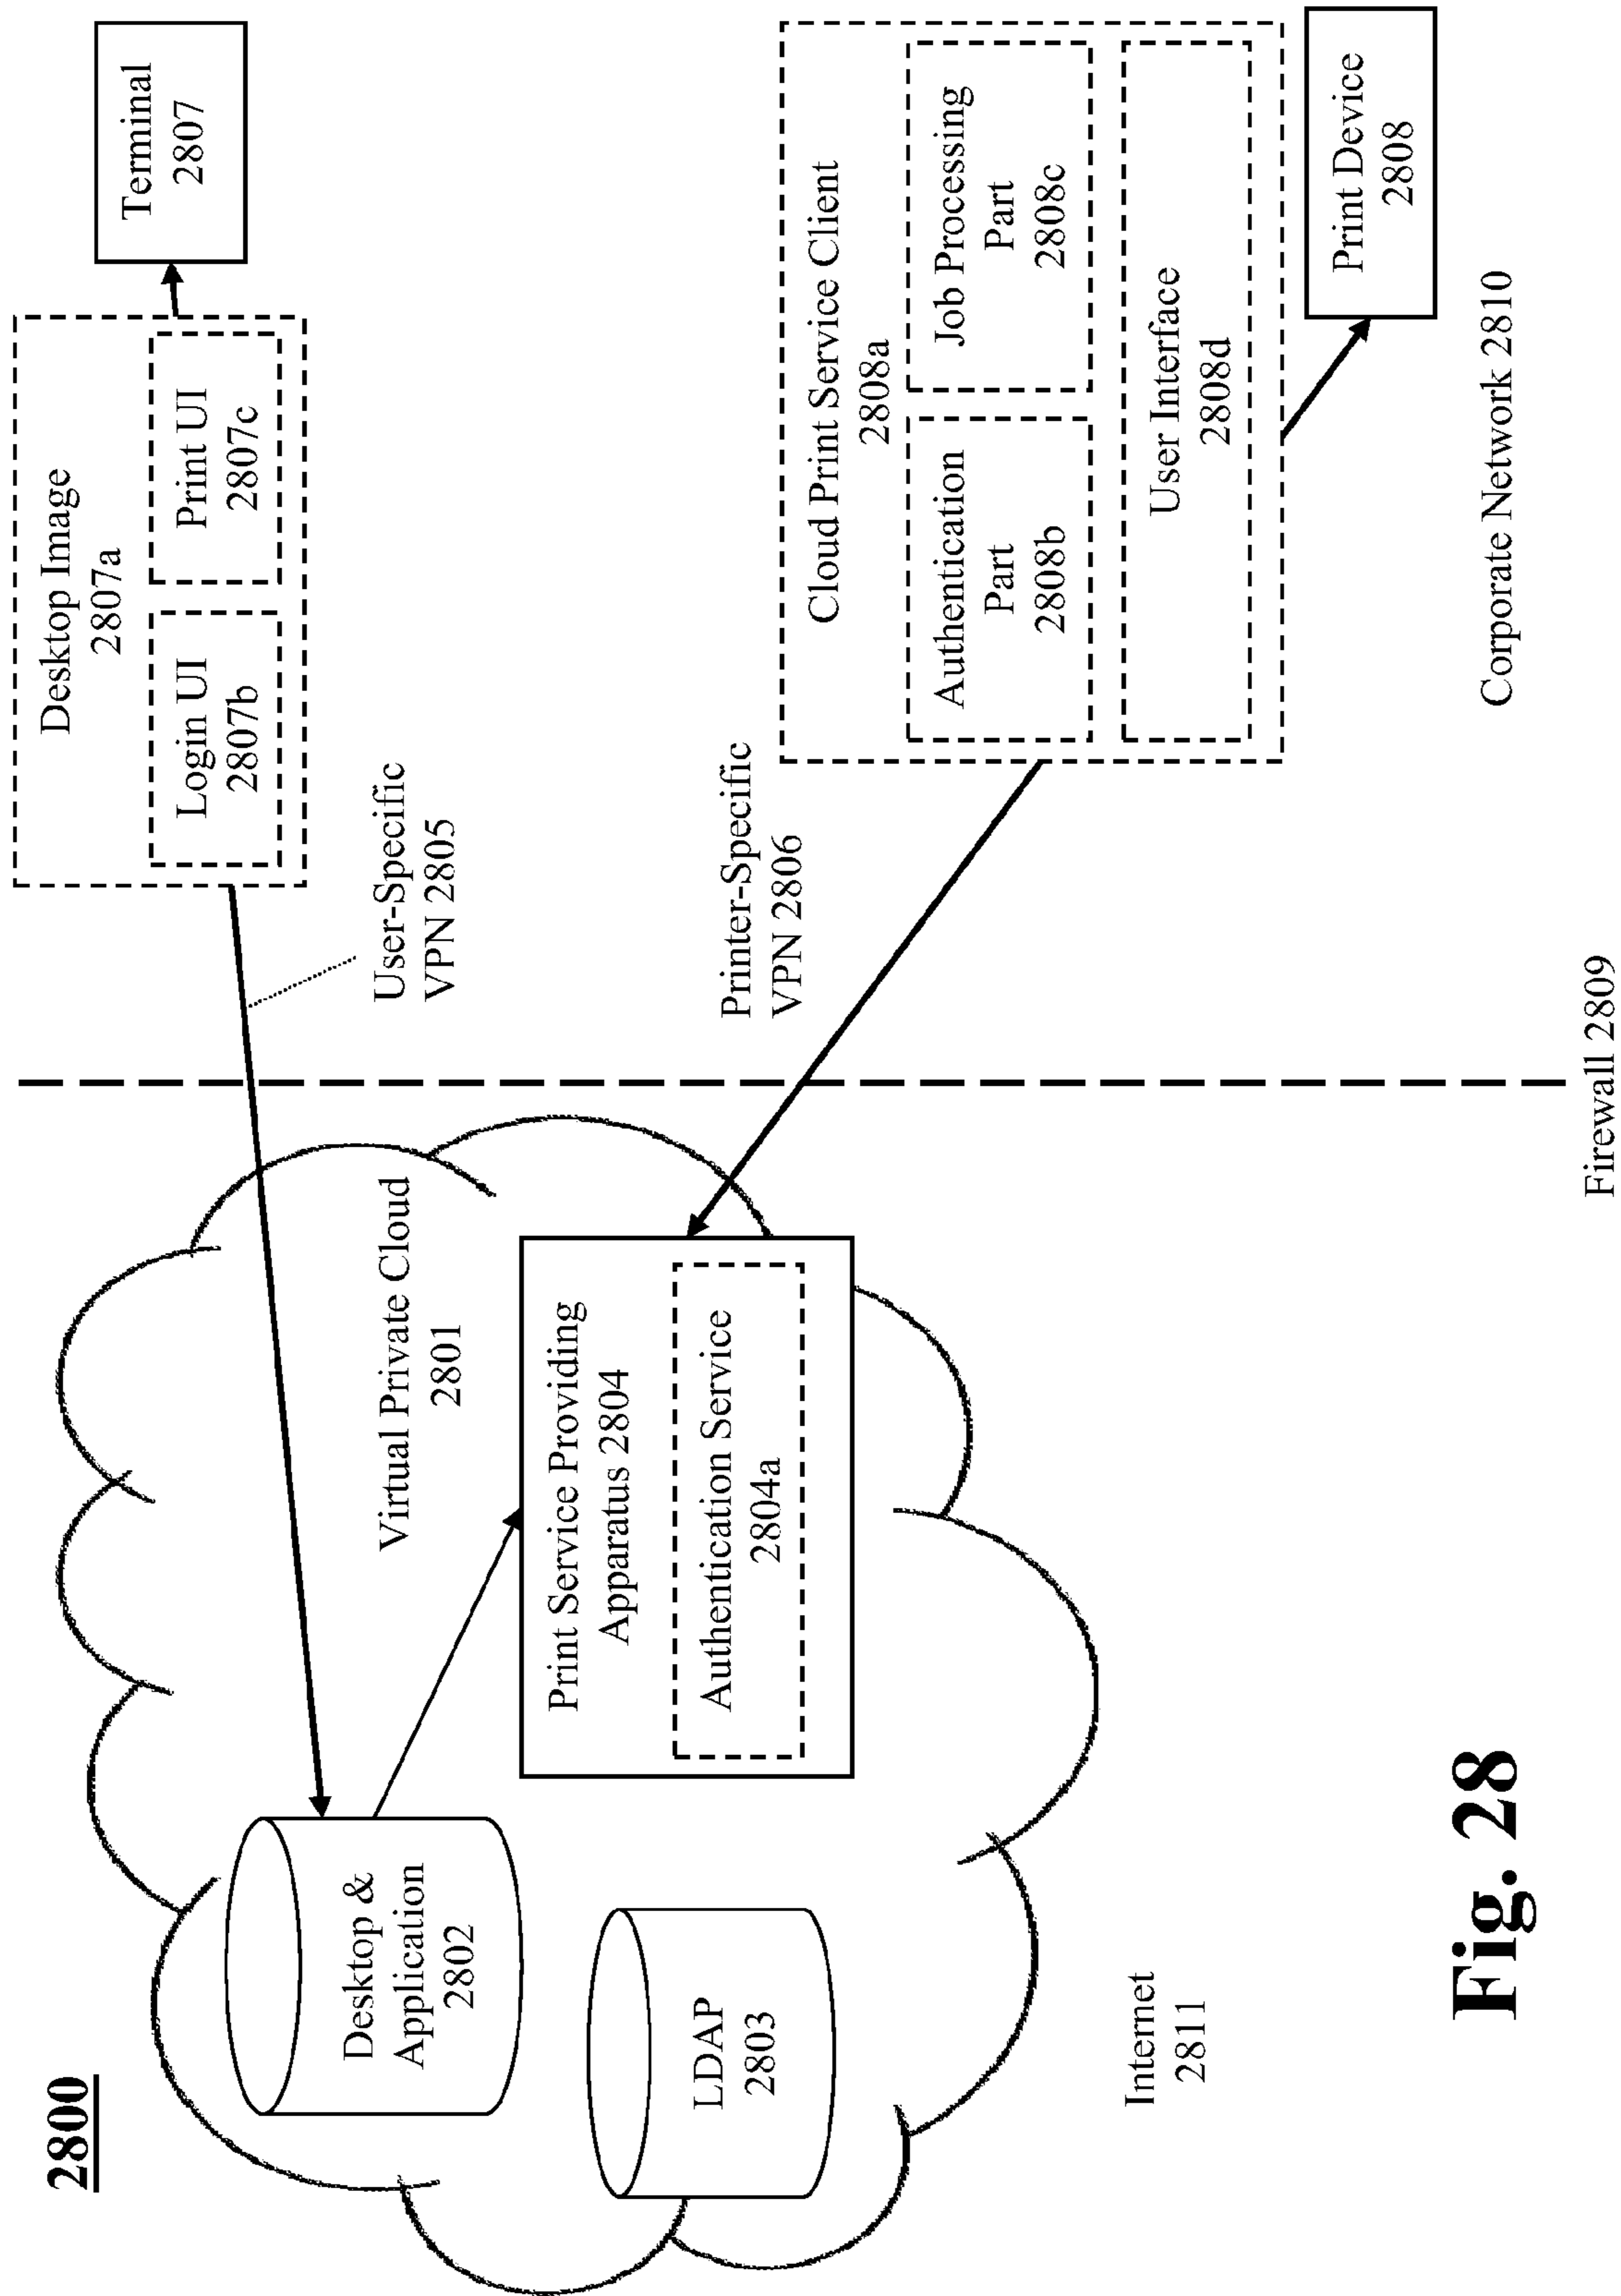 2800
Desktop &
Application
2802
LDAP
2803
Virtual Private Cloud
2801
Print Service Providing
Apparatus 2804
Authentication Service
2804a
Internet
2811
User-Specific
VPN 2805
Printer-Specific
VPN 2806
Firewall 2809
Desktop Image
2807a
Login UI
2807b
Print UI
2807c
Terminal
2807
Cloud Print Service Client
2808a
Authentication
Part
2808b
Job Processing
Part
2808c
User Interface
2808d
Print Device
2808
Corporate Network 2810
Fig. 28